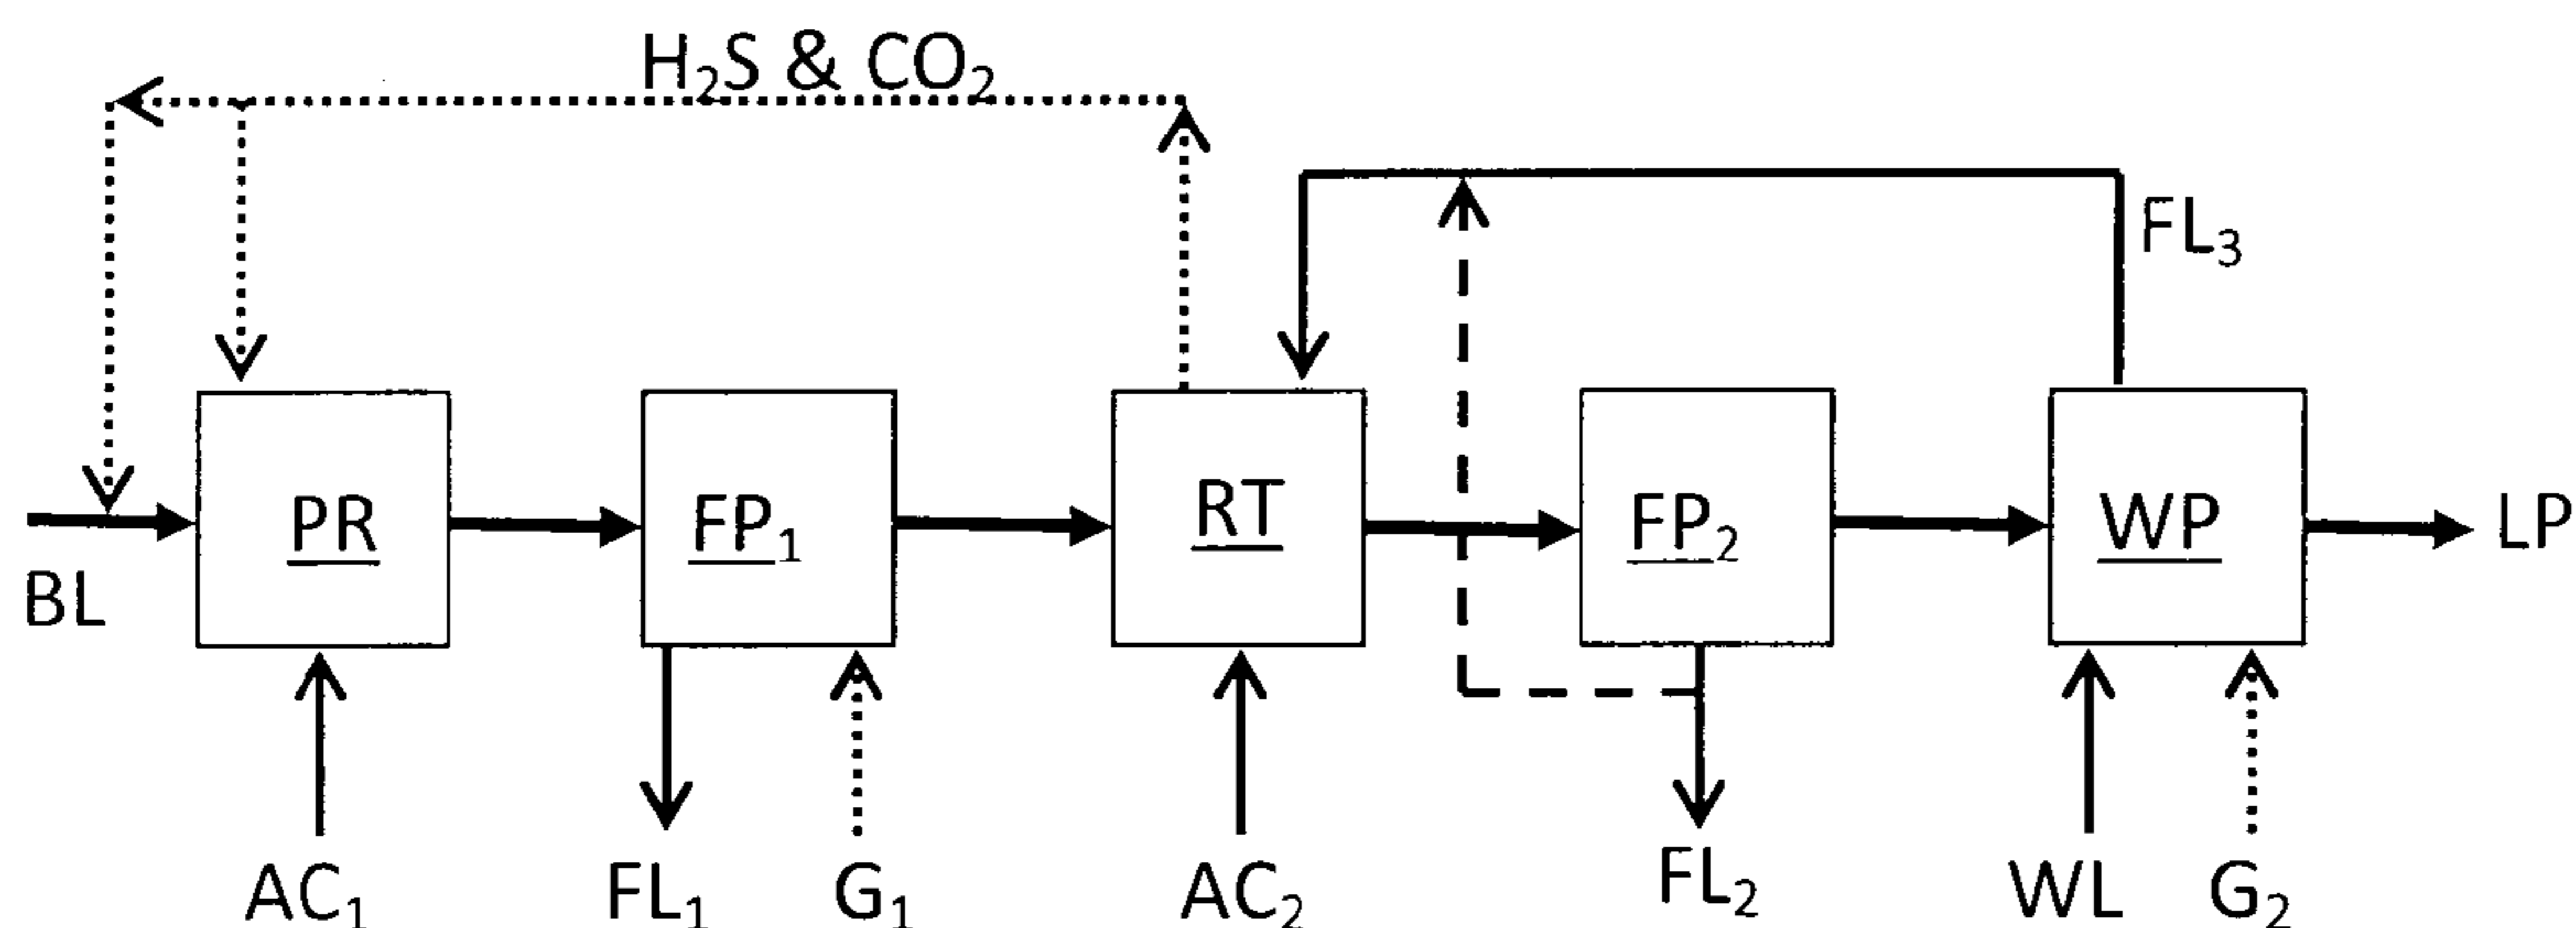 H₂S & CO₂
FL₃
PR
FP₁
RT
FP₂
WP
LP
BL
AC₁
FL₁
G₁
AC₂
FL₂
WL
G₂